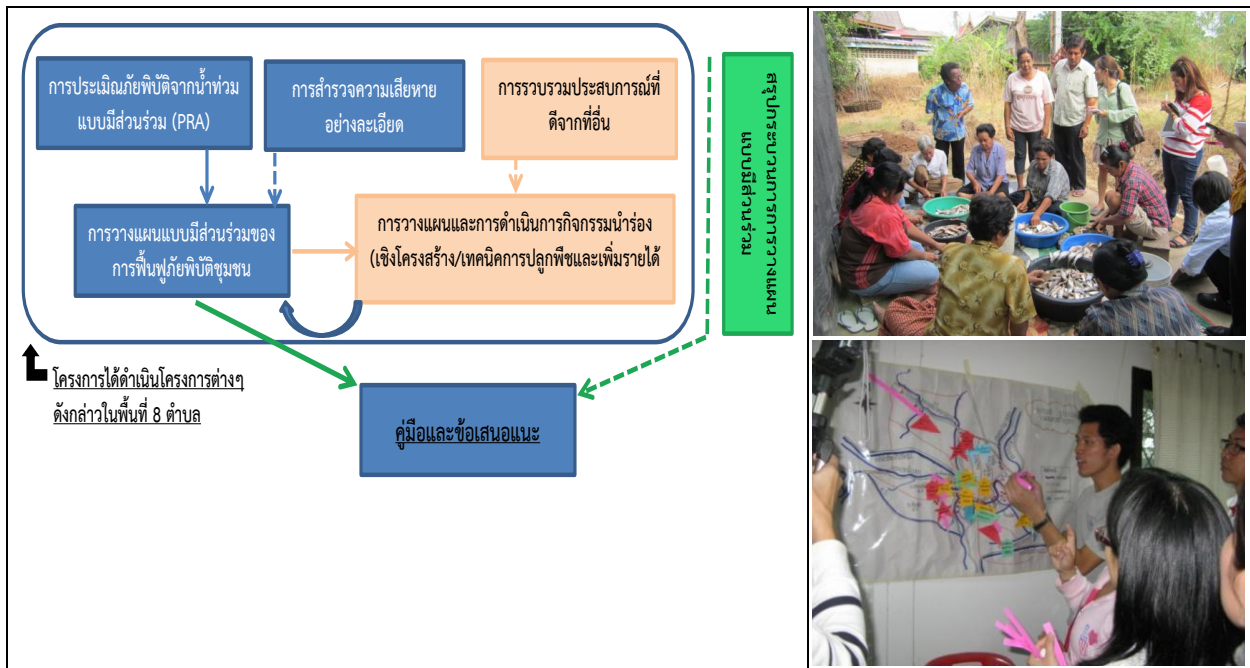 การประเมิณภัยพิบัติจากน้ำท่วม
แบบมีส่วนร่วม (PRA)
การสำรวจความเสียหาย
อย่างละเอียด
การรวบรวมประสบการณ์ที่
ดีจากที่อื่น
การวางแผนแบบมีส่วนร่วมของ
การฟื้นฟูภัยพิบัติชุมชน
การวางแผนและการดำเนินการกิจกรรมนำร่อง
(เชิงโครงสร้าง/เทคนิคการปลูกพืชและเพิ่มรายได้
สรุปกระบวนการการวางแผน
แบบมีส่วนร่วม
โครงการได้ดำเนินโครงการต่างๆ
ดังกล่าวในพื้นที่ 8 ตำบล
คู่มือและข้อเสนอแนะ